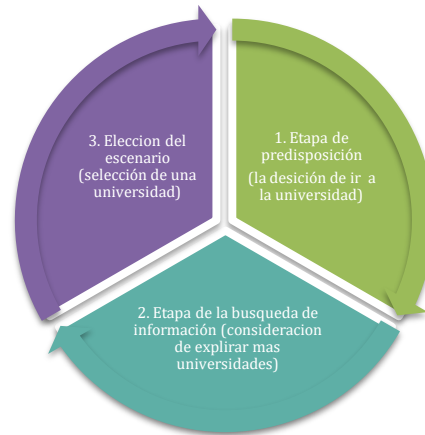 1. Etapa de
predisposición
(la desición de ir a
la universidad)
2. Etapa de la busqueda de
información (consideracion
de explirar mas
universidades)
3. Eleccion del
escenario
(selección de una
universidad)